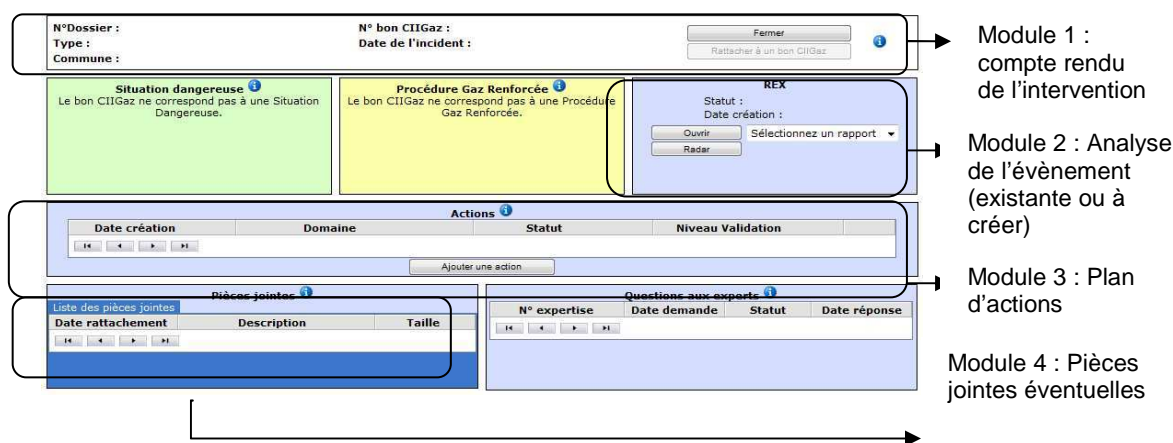 N°Dossier :
N° bon CIIGaz :
Fermer
Type :
Date de l'incident :
Rattacher à un bon CIIGaz
Commune :
Situation dangereuse
Le bon CIIGaz ne correspond pas à une Situation
Dangereuse.
Procédure Gaz Renforcée
Le bon CIIGaz ne correspond pas à une Procédure
Gaz Renforcée.
REX
Statut :
Date création :
Ouvrir
Sélectionnez un rapport
Radar
Actions
Date création Domaine Statut Niveau Validation
Ajouter une action
Pièces jointes
Liste des pièces jointes
Date rattachement Description Taille
Questions aux experts
N° expertise Date demande Statut Date réponse
Module 1 :
compte rendu
de l'intervention
Module 2 : Analyse
de l'évènement
(existante ou à
créer)
Module 3 : Plan
d'actions
Module 4 : Pièces
jointes éventuelles